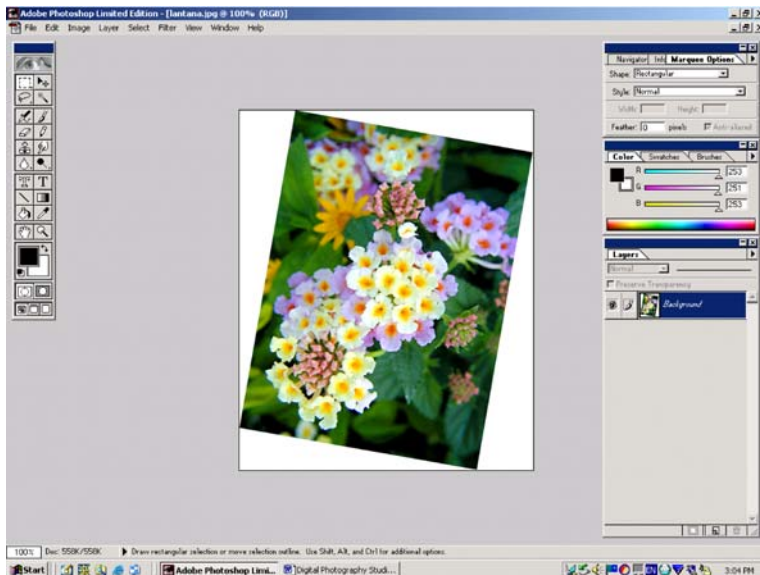 Adobe Photoshop Limited Edition - [lantana.jpg @ 100% (RGB)]
File Edit Image Layer Select Filter View Window Help
Navigator Info Marquee Options
Shape: Rectangular
Style: Normal
Width: Height:
Feather: 0 pixels Anti-aliased
Color Swatches Brushes
R 253
G 251
B 253
Layers
Normal
Preserve Transparency
Background
T
100% Doc: 558K/558K Draw rectangular selection or move selection outline. Use Shift, Alt, and Ctrl for additional options.
Start Adobe Photoshop Limi... Digital Photography Studi... EN 3:04 PM